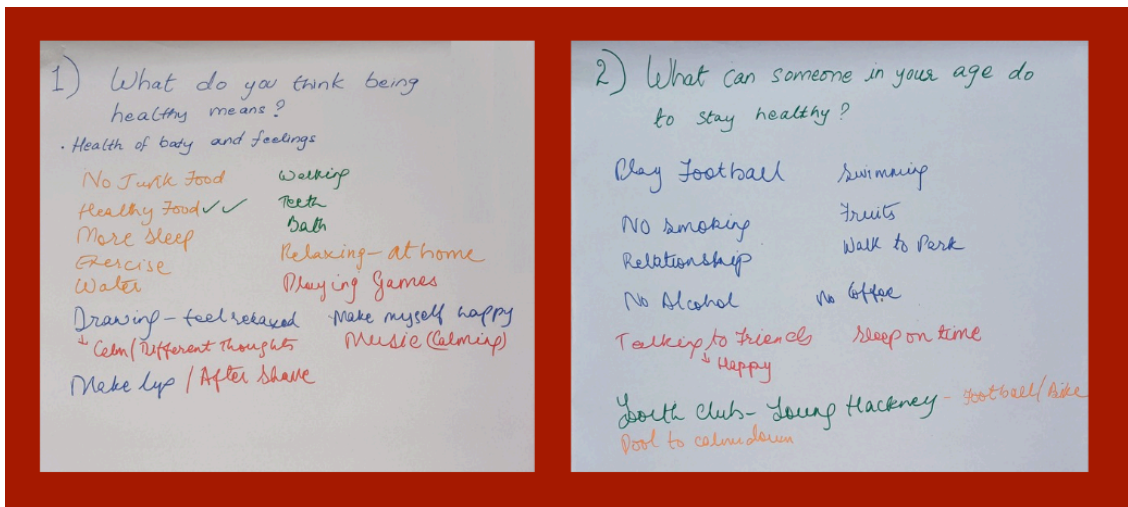 1) What do you think being
healthy means?
· Health of baty and feelings
No Junk Food
Healthy Food ✓✓
More sleep
Exercise
Water
Walking
Teeth
Bath
Relaxing - at home
Playing Games
Drawing - feel relaxed
↓ Calm / Different Thoughts
Make myself happy
Music (Calming)
Make Up / After Shave
2) What can someone in your age do
to stay healthy?
Play Football
Swimming
No smoking
Fruits
Relationship
Walk to Park
No Alcohol
No Coffee
Talking to Friends
↓ Happy
Sleep on time
Youth Club - Young Hackney - Football / Bike
Pool to calm down